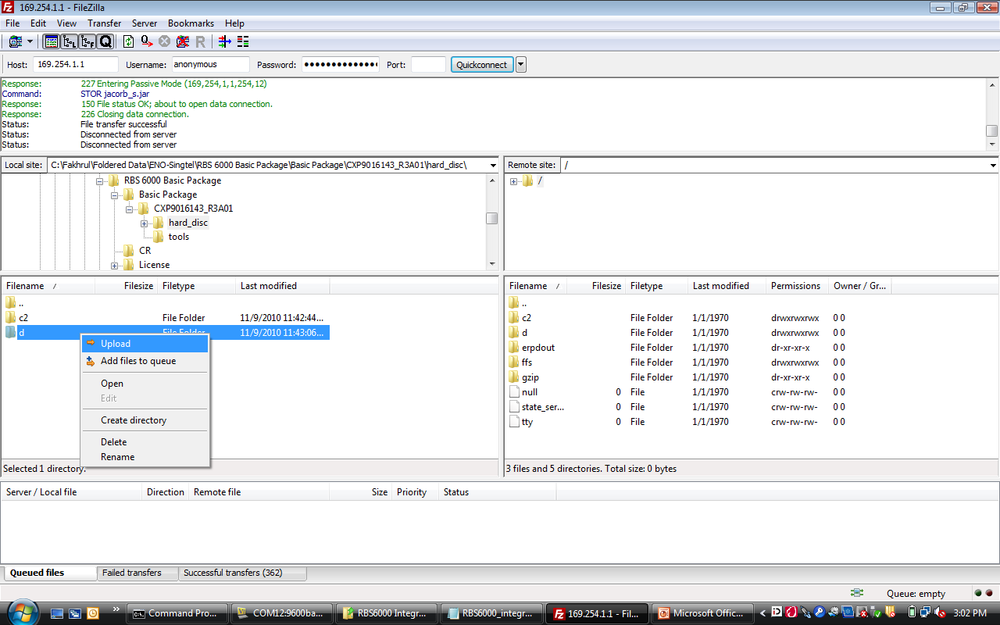 169.254.1.1 - FileZilla
File Edit View Transfer Server Bookmarks Help
Host: 169.254.1.1 Username: anonymous Password: ●●●●●●●●●●●●●● Port: Quickconnect
Response: 227 Entering Passive Mode (169,254,1,1,254,12)
Command: STOR jacorb_s.jar
Response: 150 File status OK; about to open data connection.
Response: 226 Closing data connection.
Status: File transfer successful
Status: Disconnected from server
Status: Disconnected from server
Local site: C:\Fakhrul\Foldered Data\ENO-Singtel\RBS 6000 Basic Package\Basic Package\CXP9016143_R3A01\hard_disc\
RBS 6000 Basic Package
Basic Package
CXP9016143_R3A01
hard_disc
tools
CR
License
Remote site: /
/
Filename / Filesize Filetype Last modified
..
c2 File Folder 11/9/2010 11:42:44...
d File Folder 11/9/2010 11:43:06...
Upload
Add files to queue
Open
Edit
Create directory
Delete
Rename
Selected 1 directory.
Filename / Filesize Filetype Last modified Permissions Owner / Gr...
..
c2 File Folder 1/1/1970 drwxrwxrwx 0 0
d File Folder 1/1/1970 drwxrwxrwx 0 0
erpdout File Folder 1/1/1970 dr-xr-xr-x 0 0
ffs File Folder 1/1/1970 drwxrwxrwx 0 0
gzip File Folder 1/1/1970 dr-xr-xr-x 0 0
null 0 File 1/1/1970 crw-rw-rw- 0 0
state_ser... 0 File 1/1/1970 crw-rw-rw- 0 0
tty 0 File 1/1/1970 crw-rw-rw- 0 0
3 files and 5 directories. Total size: 0 bytes
Server / Local file Direction Remote file Size Priority Status
Queued files Failed transfers Successful transfers (362)
Queue: empty
» Command Pro... COM12:9600ba... RBS6000 Integr... RBS6000_integr... 169.254.1.1 - Fil... Microsoft Offic... 3:02 PM